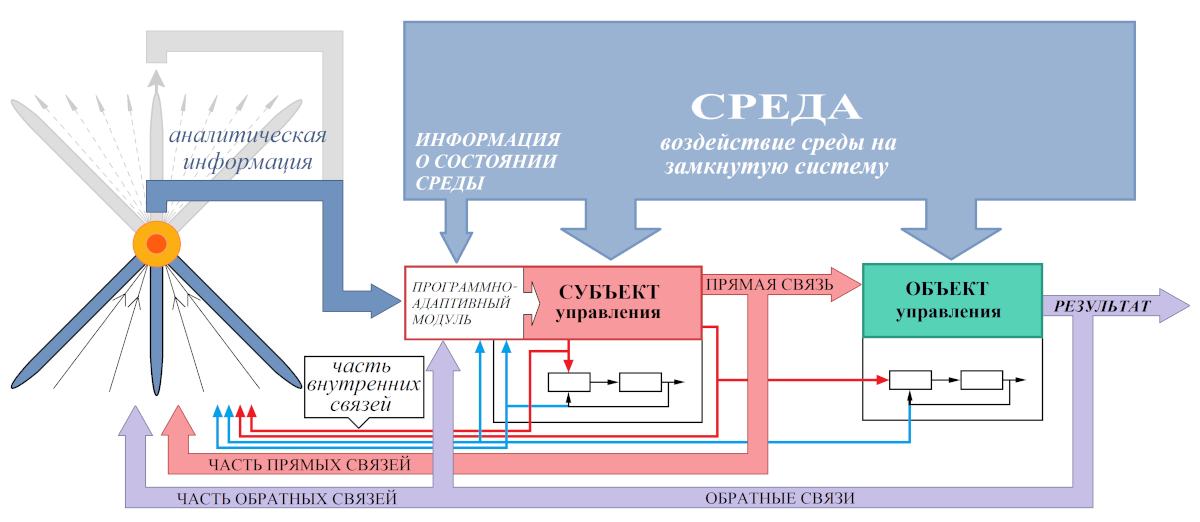 аналитическая
информация
СРЕДА
воздействие среды на
замкнутую систему
ИНФОРМАЦИЯ
О СОСТОЯНИИ
СРЕДЫ
ПРОГРАММНО-
АДАПТИВНЫЙ
МОДУЛЬ
СУБЪЕКТ
управления
ПРЯМАЯ СВЯЗЬ
ОБЪЕКТ
управления
РЕЗУЛЬТАТ
часть
внутренних
связей
ЧАСТЬ ПРЯМЫХ СВЯЗЕЙ
ЧАСТЬ ОБРАТНЫХ СВЯЗЕЙ
ОБРАТНЫЕ СВЯЗИ